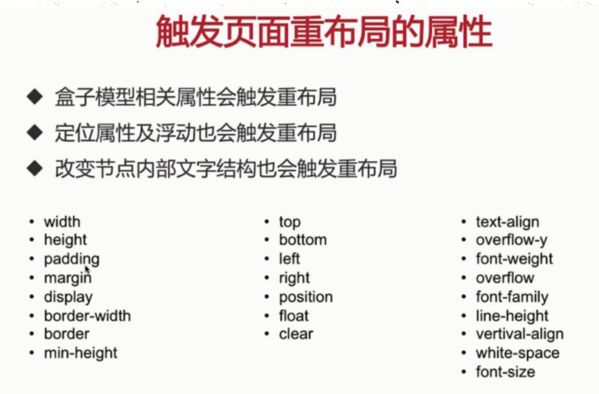 触发页面重布局的属性
◆ 盒子模型相关属性会触发重布局
◆ 定位属性及浮动也会触发重布局
◆ 改变节点内部文字结构也会触发重布局
• width
• height
• padding
• margin
• display
• border-width
• border
• min-height
• top
• bottom
• left
• right
• position
• float
• clear
• text-align
• overflow-y
• font-weight
• overflow
• font-family
• line-height
• vertival-align
• white-space
• font-size